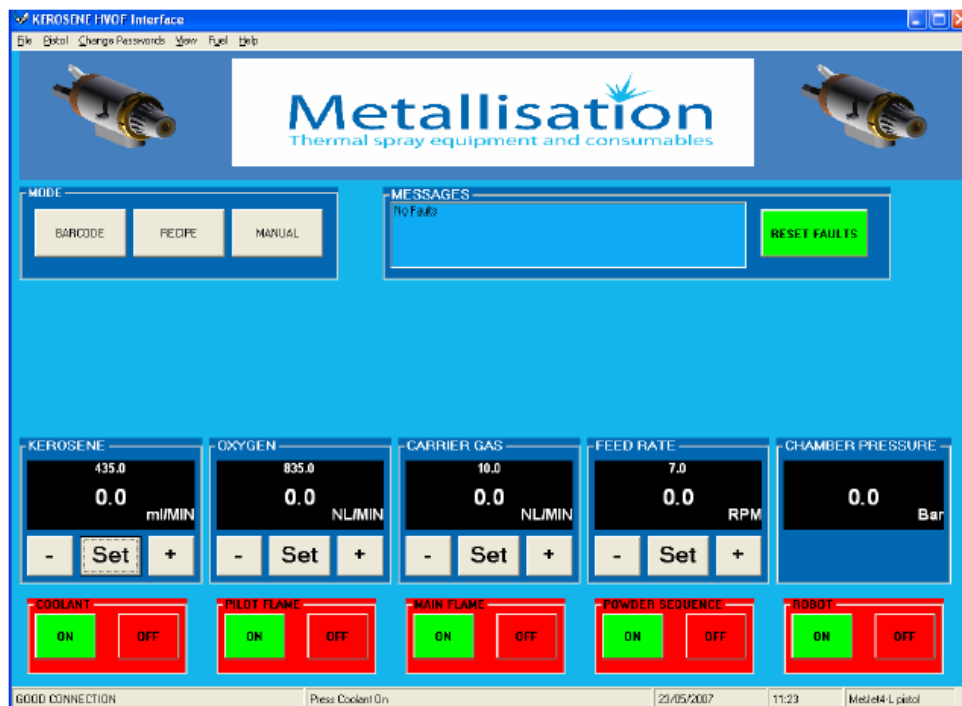 KEROSENE HVOF Interface
File Pistol Change Passwords View Fuel Help
Metallisation
Thermal spray equipment and consumables
MODE
BARCODE RECIPE MANUAL
MESSAGES
No Faults
RESET FAULTS
KEROSENE OXYGEN CARRIER GAS FEED RATE CHAMBER PRESSURE
435.0 835.0 10.0 7.0
0.0 0.0 0.0 0.0 0.0
ml/MIN NL/MIN NL/MIN RPM Bar
- Set + - Set + - Set + - Set +
COOLANT PILOT FLAME MAIN FLAME POWDER SEQUENCE ROBOT
ON OFF ON OFF ON OFF ON OFF ON OFF
GOOD CONNECTION Press Coolant On 23/05/2007 11:23 MetJet4-L pistol